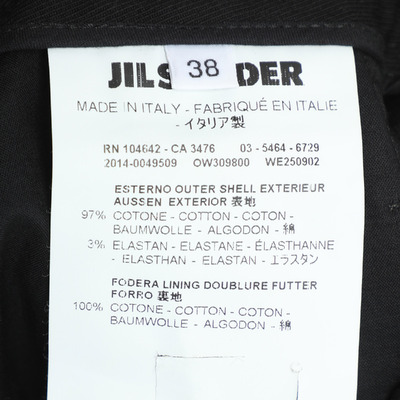 38
JIL S DER
MADE IN ITALY - FABRIQUÉ EN ITALIE
- イタリア製
RN 104642 - CA 3476 03 - 5464 - 6729
2014-0049509 OW309800 WE250902
ESTERNO OUTER SHELL EXTERIEUR
AUSSEN EXTERIOR 表地
97% COTONE - COTTON - COTON -
BAUMWOLLE - ALGODON - 綿
3% ELASTAN - ELASTANE - ÉLASTHANNE
- IELASTHAN - ELASTAN - エラスタン
FODERA LINING DOUBLURE FUTTER
FORRO 裏地
100% COTONE - COTTON - COTON -
BAUMWOLLE - ALGODON - 綿